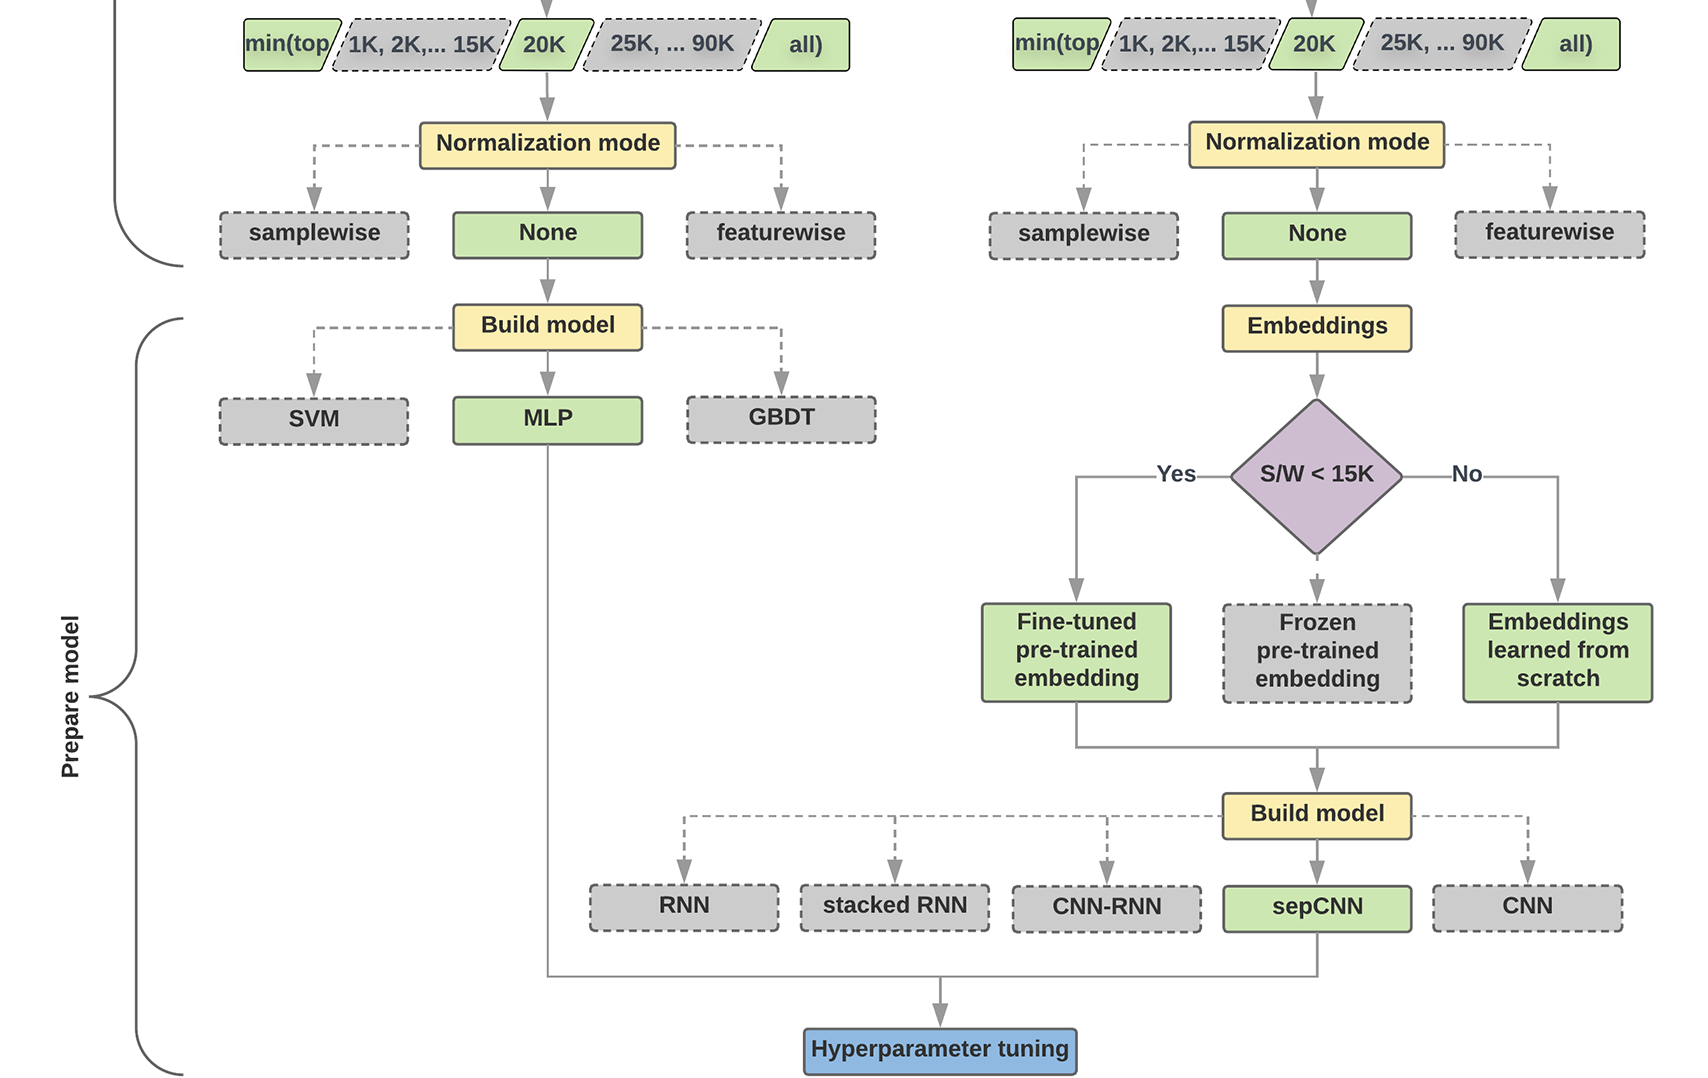 min(top 1K, 2K,... 15K 20K 25K, ... 90K all)
min(top 1K, 2K,... 15K 20K 25K, ... 90K all)
Normalization mode
Normalization mode
samplewise
None
featurewise
samplewise
None
featurewise
Build model
Embeddings
SVM
MLP
GBDT
Yes
S/W < 15K
No
Fine-tuned
pre-trained
embedding
Frozen
pre-trained
embedding
Embeddings
learned from
scratch
Prepare model
Build model
RNN
stacked RNN
CNN-RNN
sepCNN
CNN
Hyperparameter tuning